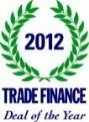 2012
TRADE FINANCE
Deal of the Year